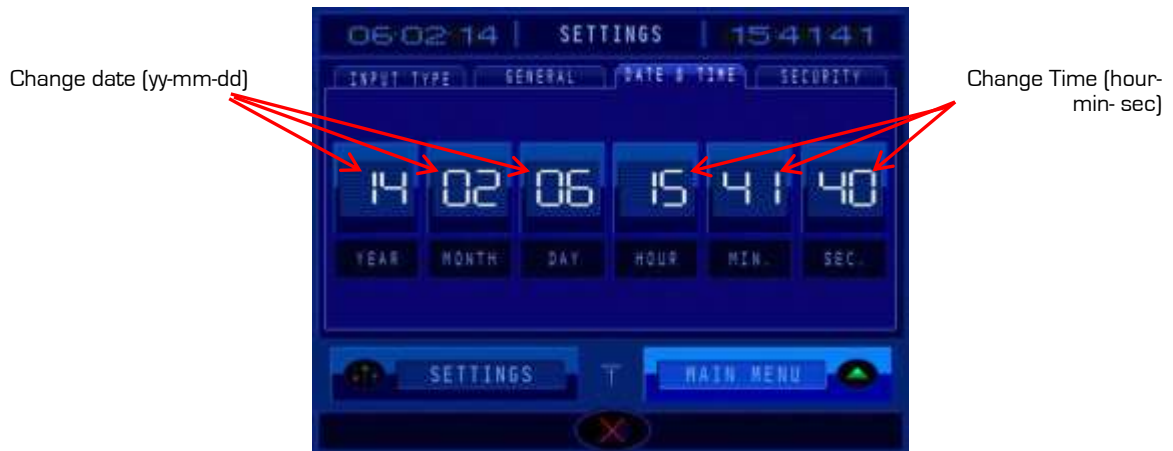 06:02:14 SETTINGS 15:41:41
INPUT TYPE GENERAL DATE & TIME SECURITY
Change date (yy-mm-dd)
Change Time (hour-
min- sec)
14 02 06 15 41 40
YEAR MONTH DAY HOUR MIN. SEC.
SETTINGS MAIN MENU